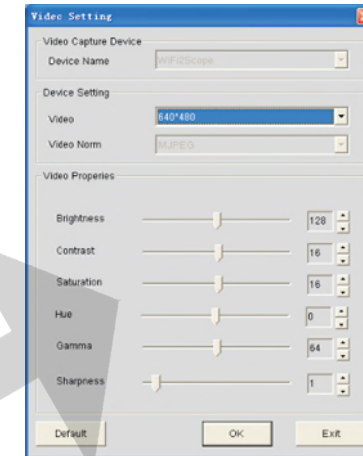 Video Setting
Video Capture Device
Device Name WiFi2Scope
Device Setting
Video 640*480
Video Norm MJPEG
Video Properies
Brightness 128
Contrast 16
Saturation 16
Hue 0
Gamma 64
Sharpness 1
Default OK Exit